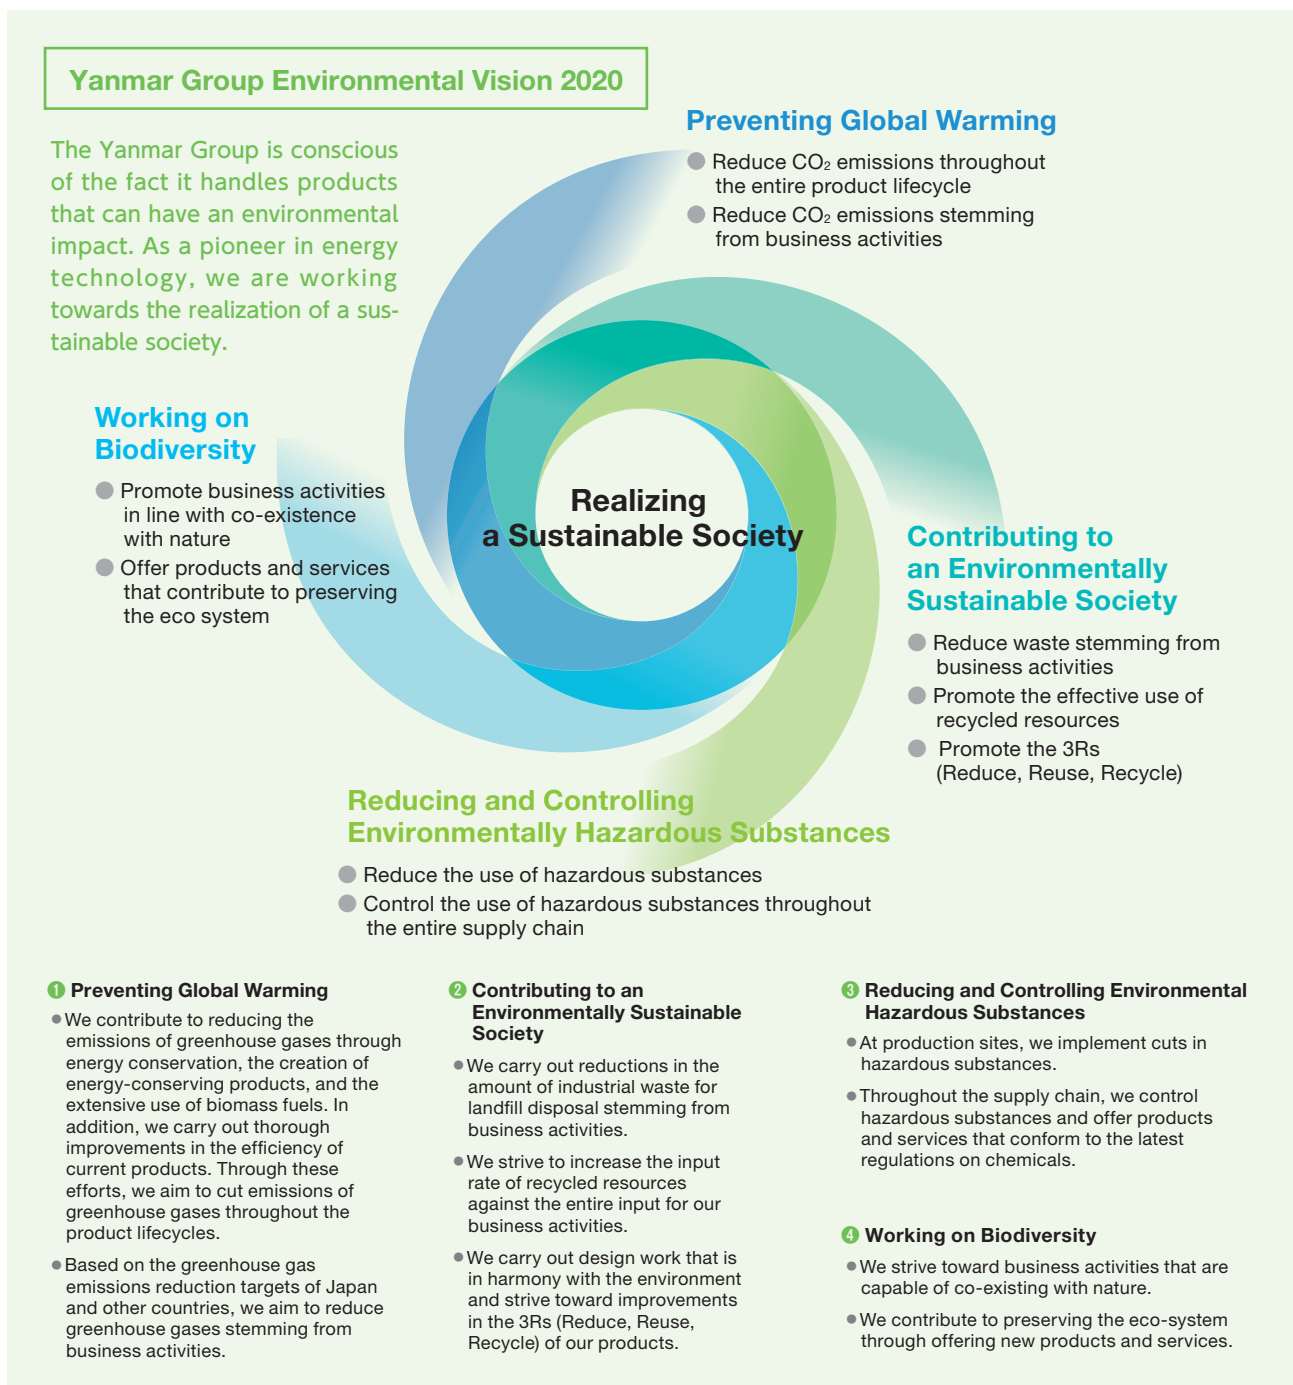 Yanmar Group Environmental Vision 2020
The Yanmar Group is conscious
of the fact it handles products
that can have an environmental
impact. As a pioneer in energy
technology, we are working
towards the realization of a sus-
tainable society.
Preventing Global Warming
● Reduce CO₂ emissions throughout
the entire product lifecycle
● Reduce CO₂ emissions stemming
from business activities
Working on
Biodiversity
● Promote business activities
in line with co-existence
with nature
● Offer products and services
that contribute to preserving
the eco system
Realizing
a Sustainable Society
Contributing to
an Environmentally
Sustainable Society
● Reduce waste stemming from
business activities
● Promote the effective use of
recycled resources
● Promote the 3Rs
(Reduce, Reuse, Recycle)
Reducing and Controlling
Environmentally Hazardous Substances
● Reduce the use of hazardous substances
● Control the use of hazardous substances throughout
the entire supply chain
❶ Preventing Global Warming
●We contribute to reducing the
emissions of greenhouse gases through
energy conservation, the creation of
energy-conserving products, and the
extensive use of biomass fuels. In
addition, we carry out thorough
improvements in the efficiency of
current products. Through these
efforts, we aim to cut emissions of
greenhouse gases throughout the
product lifecycles.
●Based on the greenhouse gas
emissions reduction targets of Japan
and other countries, we aim to reduce
greenhouse gases stemming from
business activities.
❷ Contributing to an
Environmentally Sustainable
Society
●We carry out reductions in the
amount of industrial waste for
landfill disposal stemming from
business activities.
●We strive to increase the input
rate of recycled resources
against the entire input for our
business activities.
●We carry out design work that is
in harmony with the environment
and strive toward improvements
in the 3Rs (Reduce, Reuse,
Recycle) of our products.
❸ Reducing and Controlling Environmental
Hazardous Substances
●At production sites, we implement cuts in
hazardous substances.
●Throughout the supply chain, we control
hazardous substances and offer products
and services that conform to the latest
regulations on chemicals.
❹ Working on Biodiversity
●We strive toward business activities that are
capable of co-existing with nature.
●We contribute to preserving the eco-system
through offering new products and services.